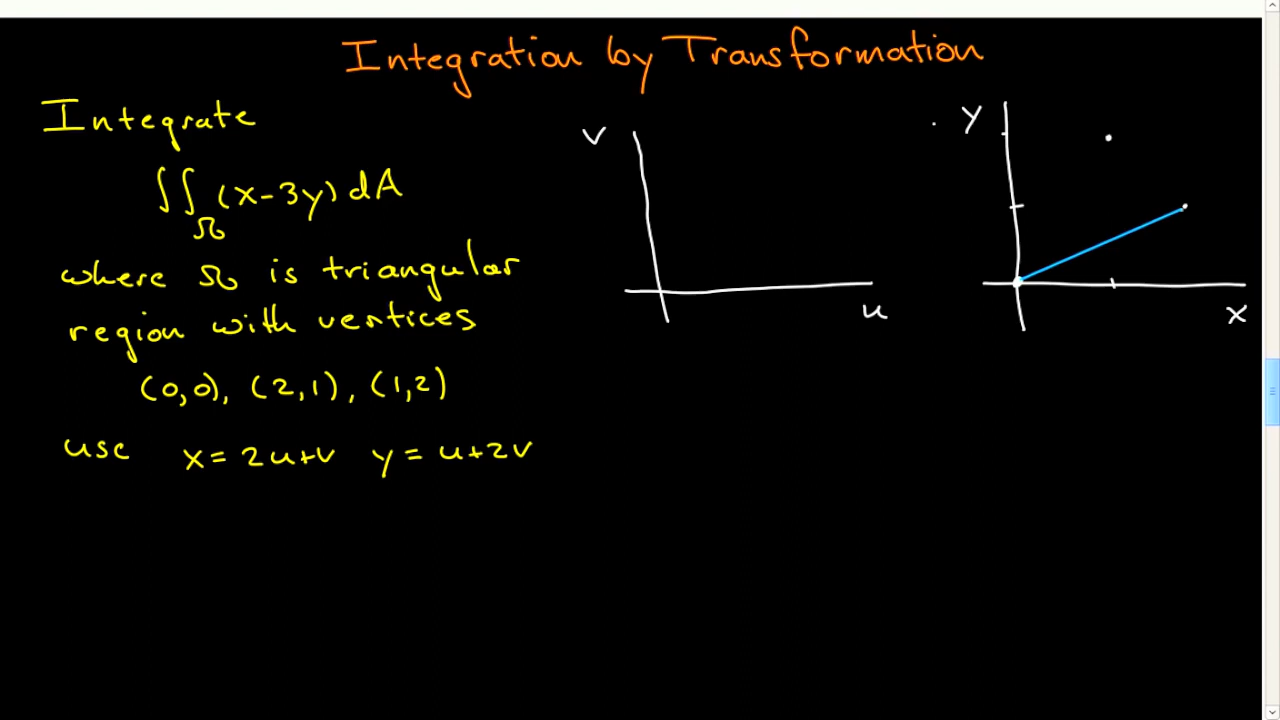 Integration by Transformation
Integrate
∬Ω (x-3y) dA
where Ω is triangular
region with vertices
(0,0), (2,1), (1,2)
use x = 2u+v y = u+2v
v
u
y
x